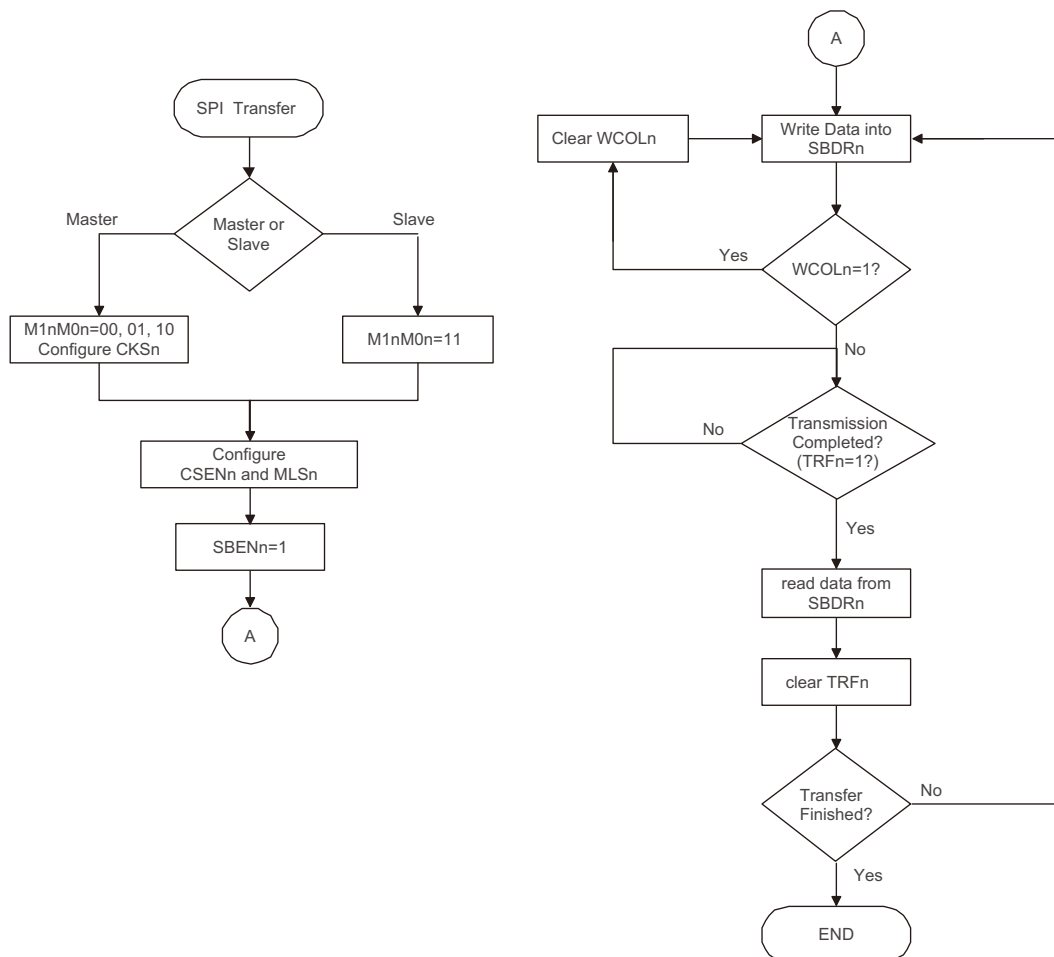 SPI Transfer
Master or
Slave
Master
Slave
M1nM0n=00, 01, 10
Configure CKSn
M1nM0n=11
Configure
CSENn and MLSn
SBENn=1
A
A
Write Data into
SBDRn
Clear WCOLn
WCOLn=1?
Yes
No
Transmission
Completed?
(TRFn=1?)
No
Yes
read data from
SBDRn
clear TRFn
Transfer
Finished?
No
Yes
END